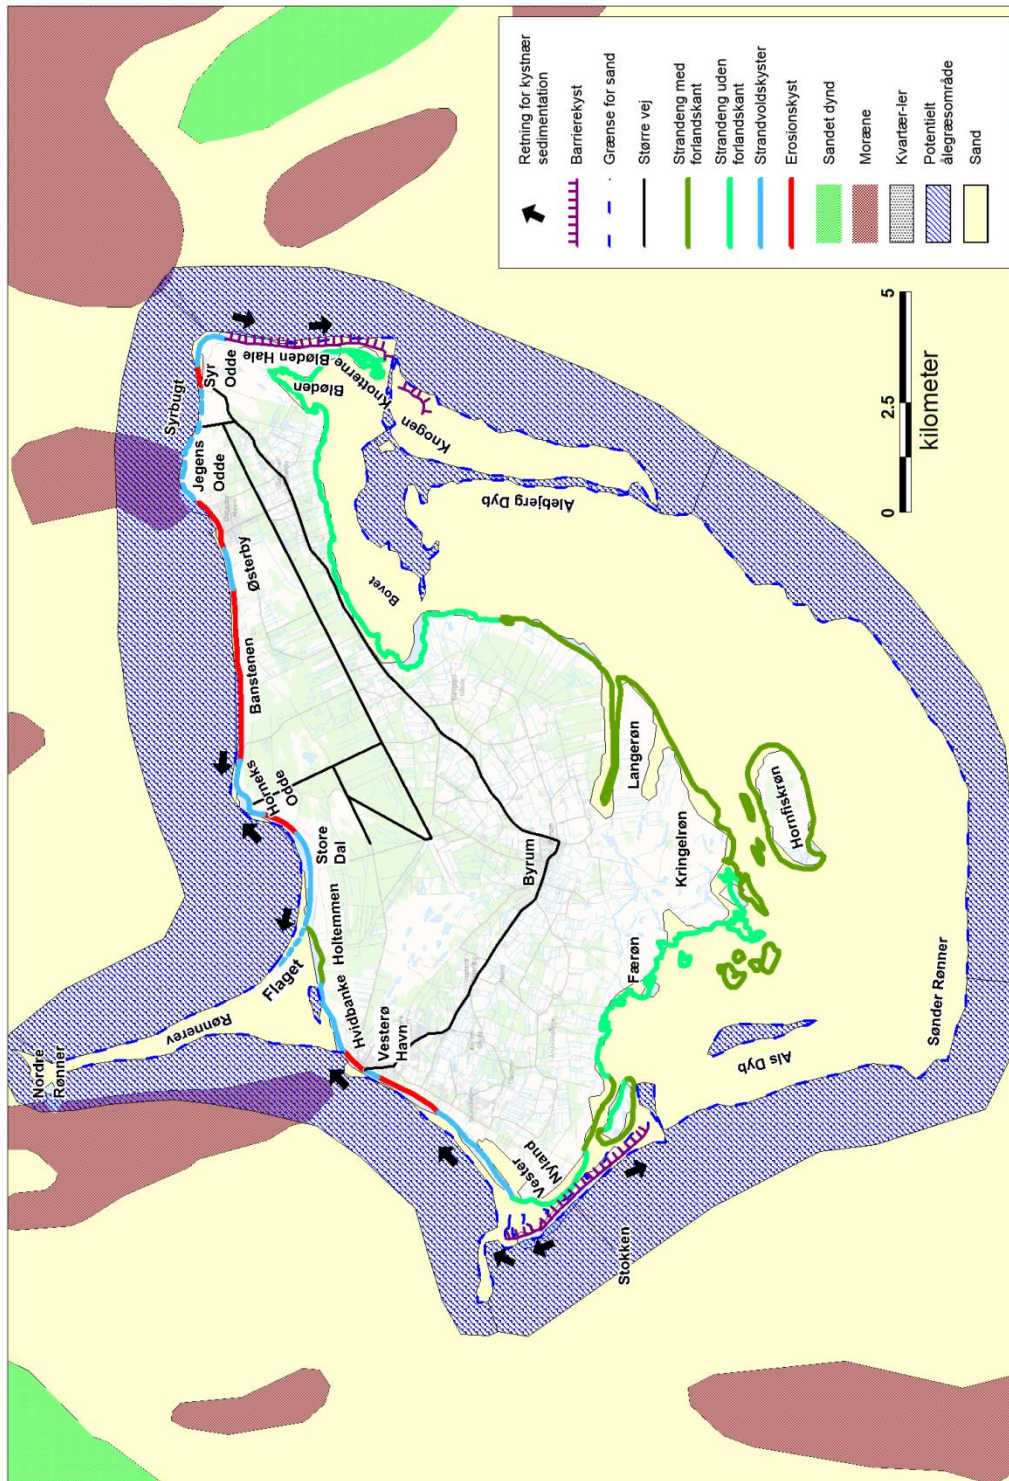 Nordre
Rønner
Rønnerev
Flaget
Hvidbanke
Holtemmen
Vesterø
Havn
Store
Dal
Horneks
Odde
Banstenen
Østerby
Jegens
Odde
Syrbugt
Syr
Odde
Bløden Hale
Bløden
Knotterne
Knogen
Ålebjerg Dyb
Bovet
Byrum
Vester
Nyland
Stokken
Færøn
Kringelrøn
Langerøn
Hornfiskrøn
Als Dyb
Sønder Rønner
0
2.5
5
kilometer
Retning for kystnær
sedimentation
Barrierekyst
Grænse for sand
Større vej
Strandeng med
forlandskant
Strandeng uden
forlandskant
Strandvoldskyster
Erosionskyst
Sandet dynd
Moræne
Kvartær-ler
Potentielt
ålegræsområde
Sand